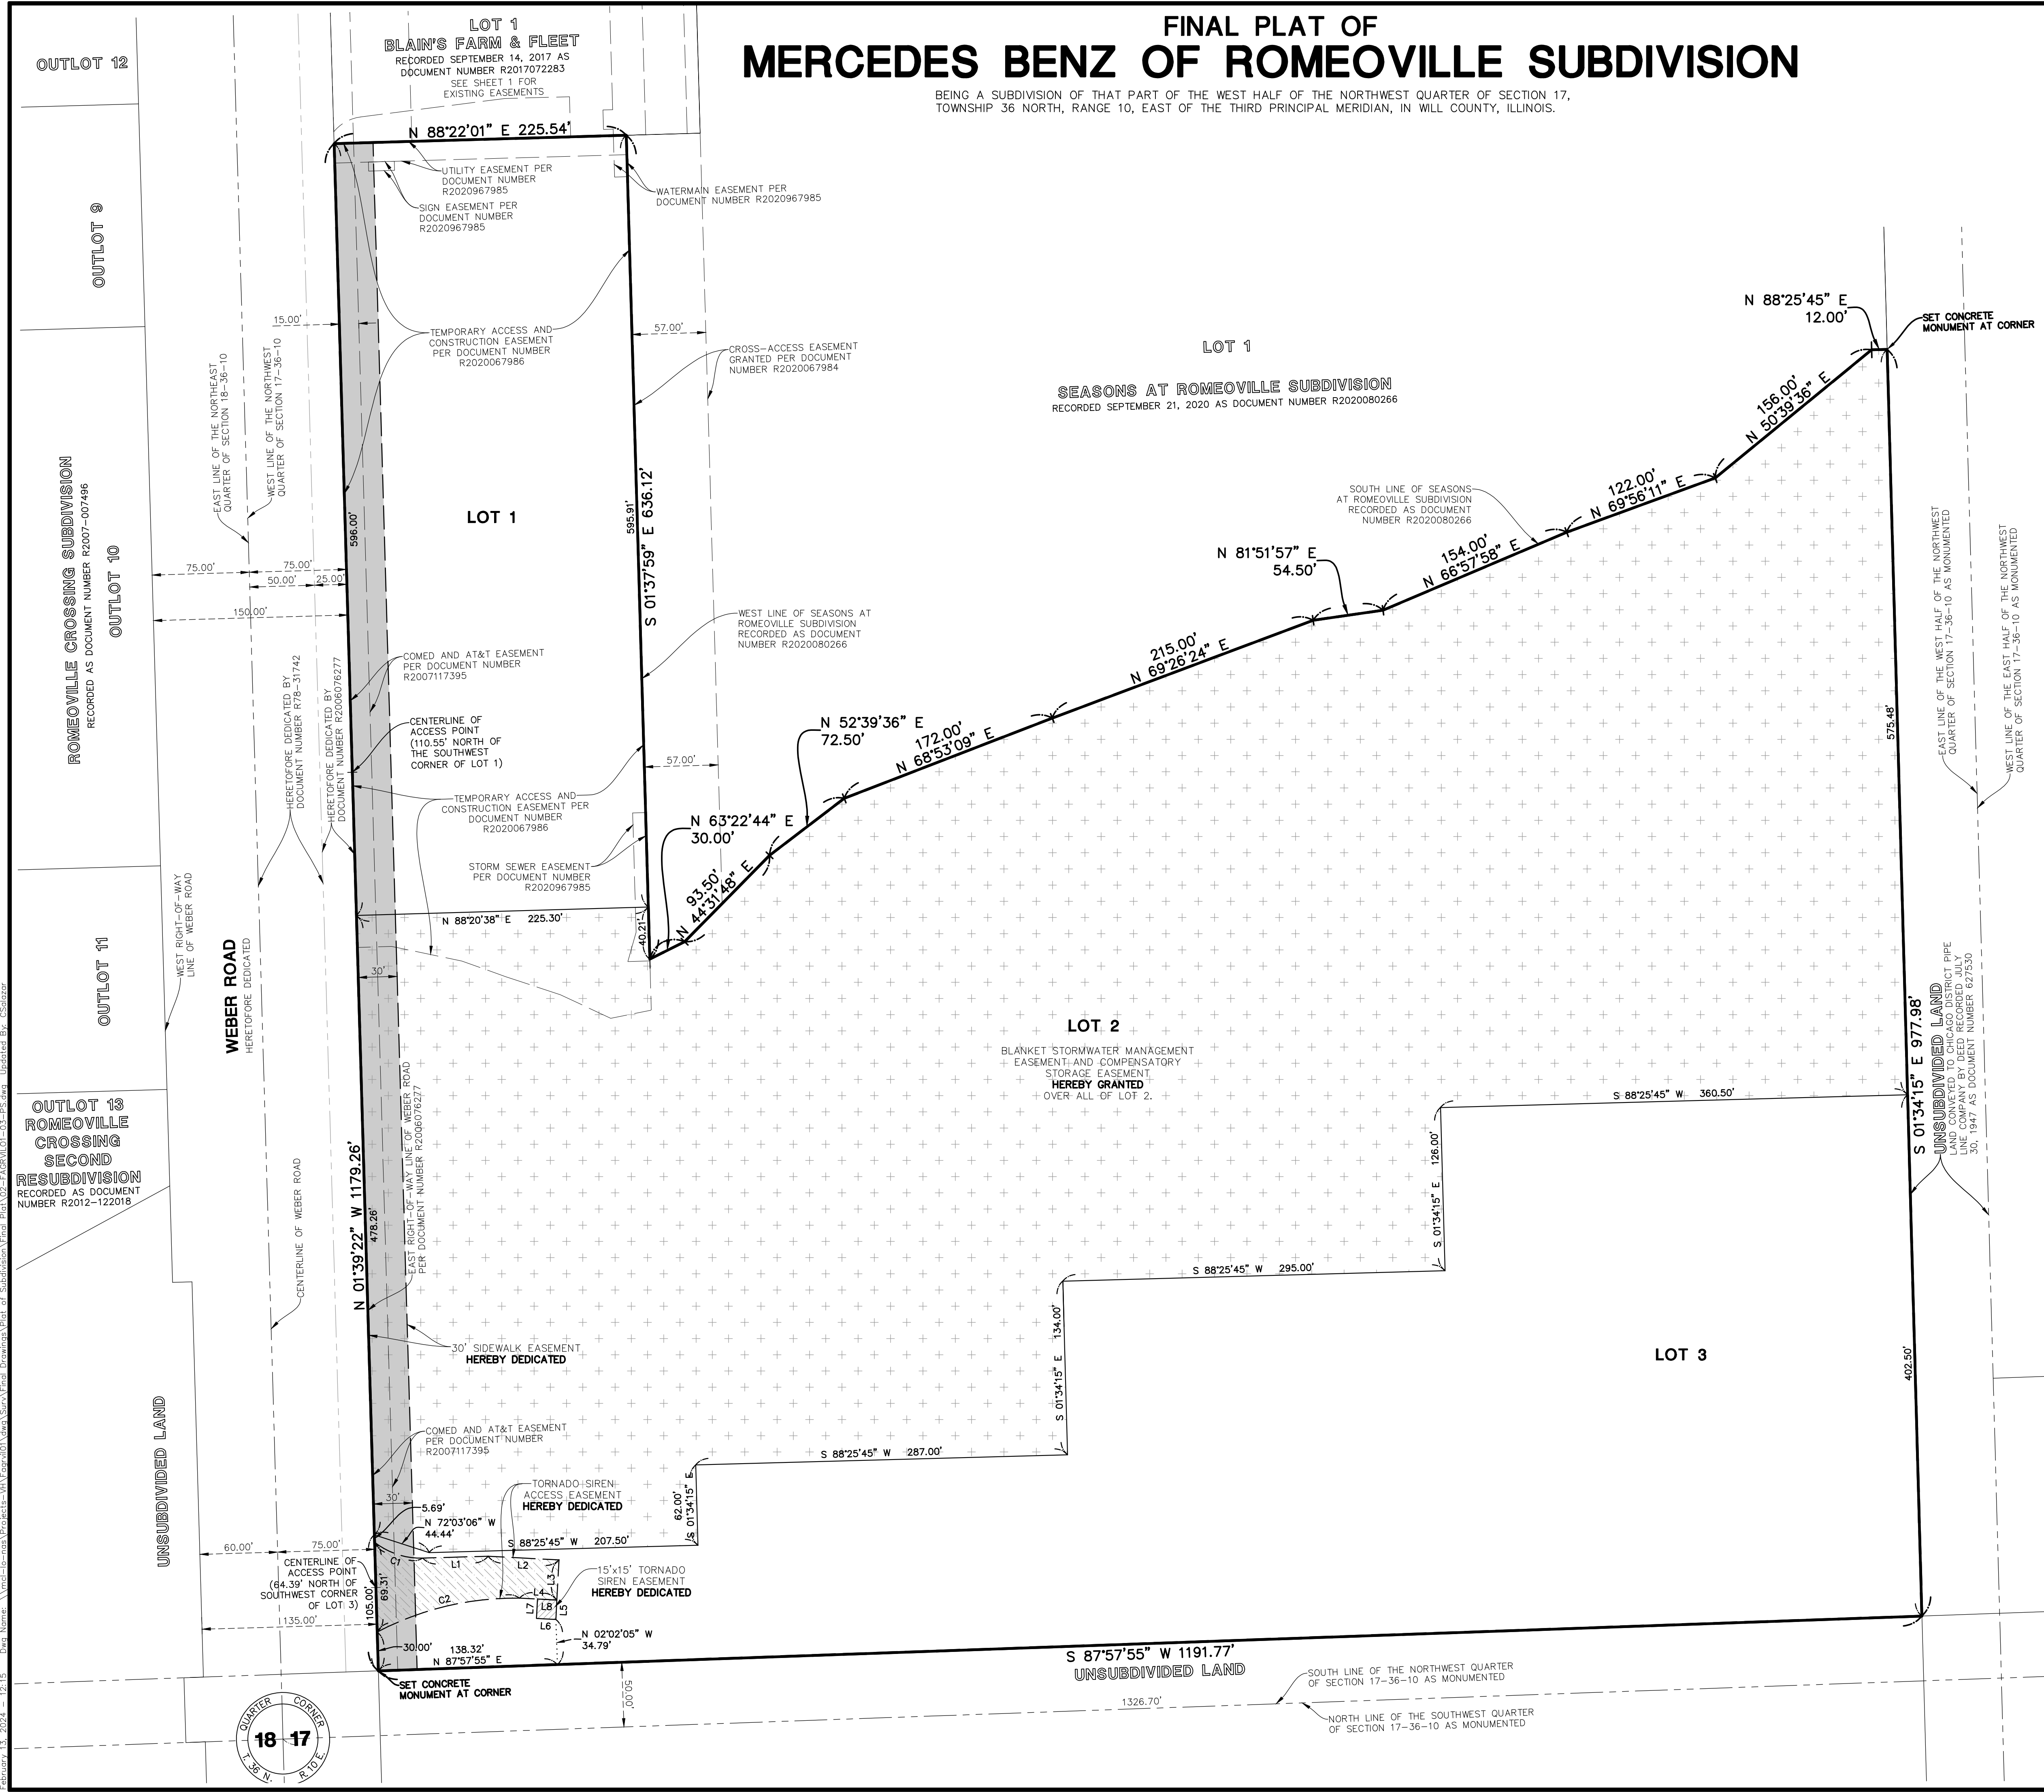 FINAL PLAT OF
MERCEDES BENZ OF ROMEOVILLE SUBDIVISION
BEING A SUBDIVISION OF THAT PART OF THE WEST HALF OF THE NORTHWEST QUARTER OF SECTION 17,
TOWNSHIP 36 NORTH, RANGE 10, EAST OF THE THIRD PRINCIPAL MERIDIAN, IN WILL COUNTY, ILLINOIS.
LOT 1
BLAIN'S FARM & FLEET
RECORDED SEPTEMBER 14, 2017 AS
DOCUMENT NUMBER R2017072283
SEE SHEET 1 FOR
EXISTING EASEMENTS
OUTLOT 12
OUTLOT 9
N 88°22'01" E 225.54'
UTILITY EASEMENT PER
DOCUMENT NUMBER
R2020967985
SIGN EASEMENT PER
DOCUMENT NUMBER
R2020967985
WATERMAIN EASEMENT PER
DOCUMENT NUMBER R2020967985
15.00'
TEMPORARY ACCESS AND
CONSTRUCTION EASEMENT
PER DOCUMENT NUMBER
R2020067986
57.00'
CROSS-ACCESS EASEMENT
GRANTED PER DOCUMENT
NUMBER R2020067984
LOT 1
SEASONS AT ROMEOVILLE SUBDIVISION
RECORDED SEPTEMBER 21, 2020 AS DOCUMENT NUMBER R2020080266
N 88°25'45" E
12.00'
SET CONCRETE
MONUMENT AT CORNER
156.00'
N 50°39'36" E
122.00'
N 69°56'11" E
SOUTH LINE OF SEASONS
AT ROMEOVILLE SUBDIVISION
RECORDED AS DOCUMENT
NUMBER R2020080266
154.00'
N 66°57'58" E
N 81°51'57" E
54.50'
215.00'
N 69°26'24" E
172.00'
N 68°53'09" E
N 52°39'36" E
72.50'
N 63°22'44" E
30.00'
93.50'
N 44°31'48" E
EAST LINE OF THE NORTHEAST
QUARTER OF SECTION 18-36-10
WEST LINE OF THE NORTHWEST
QUARTER OF SECTION 17-36-10
ROMEOVILLE CROSSING SUBDIVISION
RECORDED AS DOCUMENT NUMBER R2007-007496
OUTLOT 10
LOT 1
596.00'
595.91'
S 01°37'59" E 636.12'
75.00'
75.00'
50.00'
25.00'
150.00'
WEST LINE OF SEASONS AT
ROMEOVILLE SUBDIVISION
RECORDED AS DOCUMENT
NUMBER R2020080266
COMED AND AT&T EASEMENT
PER DOCUMENT NUMBER
R2007117395
HERETOFORE DEDICATED BY
DOCUMENT NUMBER R78-31742
HERETOFORE DEDICATED BY
DOCUMENT NUMBER R2006076277
CENTERLINE OF
ACCESS POINT
(110.55' NORTH OF
THE SOUTHWEST
CORNER OF LOT 1)
57.00'
TEMPORARY ACCESS AND
CONSTRUCTION EASEMENT PER
DOCUMENT NUMBER
R2020067986
STORM SEWER EASEMENT
PER DOCUMENT NUMBER
R2020967985
N 88°20'38" E 225.30'
40.21'
30'
OUTLOT 11
WEST RIGHT-OF-WAY
LINE OF WEBER ROAD
WEBER ROAD
HERETOFORE DEDICATED
EAST LINE OF THE WEST HALF OF THE NORTHWEST
QUARTER OF SECTION 17-36-10 AS MONUMENTED
WEST LINE OF THE EAST HALF OF THE NORTHWEST
QUARTER OF SECTION 17-36-10 AS MONUMENTED
575.48'
S 01°34'15" E 977.98'
UNSUBDIVIDED LAND
LAND CONVEYED TO CHICAGO DISTRICT PIPE
LINE COMPANY BY DEED RECORDED JULY
30, 1947 AS DOCUMENT NUMBER 627530
LOT 2
BLANKET STORMWATER MANAGEMENT
EASEMENT AND COMPENSATORY
STORAGE EASEMENT
HEREBY GRANTED
OVER ALL OF LOT 2.
OUTLOT 13
ROMEOVILLE
CROSSING
SECOND
RESUBDIVISION
RECORDED AS DOCUMENT
NUMBER R2012-122018
EAST RIGHT-OF-WAY LINE OF WEBER ROAD
PER DOCUMENT NUMBER R2006076277
N 01°39'22" W 1179.26'
478.26'
CENTERLINE OF WEBER ROAD
S 88°25'45" W 360.50'
S 01°34'15" E 126.00'
S 88°25'45" W 295.00'
S 01°34'15" E 134.00'
S 88°25'45" W 287.00'
62.00'
S 01°34'15" E
S 88°25'45" W 207.50'
LOT 3
402.50'
30' SIDEWALK EASEMENT
HEREBY DEDICATED
COMED AND AT&T EASEMENT
PER DOCUMENT NUMBER
R2007117395
TORNADO SIREN
ACCESS EASEMENT
HEREBY DEDICATED
30'
5.69'
N 72°03'06" W
44.44'
UNSUBDIVIDED LAND
60.00'
75.00'
CENTERLINE OF
ACCESS POINT
(64.39' NORTH OF
SOUTHWEST CORNER
OF LOT 3)
105.00'
69.31'
135.00'
C1
L1
L2
L3
C2
L4
L7
L8
L5
L6
15'x15' TORNADO
SIREN EASEMENT
HEREBY DEDICATED
30.00'
138.32'
N 87°57'55" E
N 02°02'05" W
34.79'
SET CONCRETE
MONUMENT AT CORNER
50.00'
S 87°57'55" W 1191.77'
UNSUBDIVIDED LAND
1326.70'
SOUTH LINE OF THE NORTHWEST QUARTER
OF SECTION 17-36-10 AS MONUMENTED
NORTH LINE OF THE SOUTHWEST QUARTER
OF SECTION 17-36-10 AS MONUMENTED
QUARTER CORNER
18 17
T. 36 N. R. 10 E.
February 13, 2024 - 12:15 Dwg Name: Updated By: CSalazar